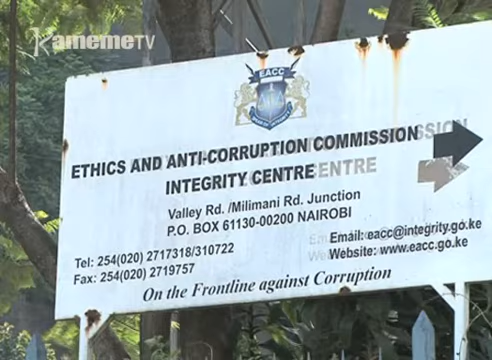 KamemeTV
EACC
ETHICS AND ANTI-CORRUPTION COMMISSION
INTEGRITY CENTRE
Valley Rd. /Milimani Rd. Junction
P.O. BOX 61130-00200 NAIROBI
Tel: 254(020) 2717318/310722
Fax: 254(020) 2719757
Email: eacc@integrity.go.ke
Website: www.eacc.go.ke
On the Frontline against Corruption